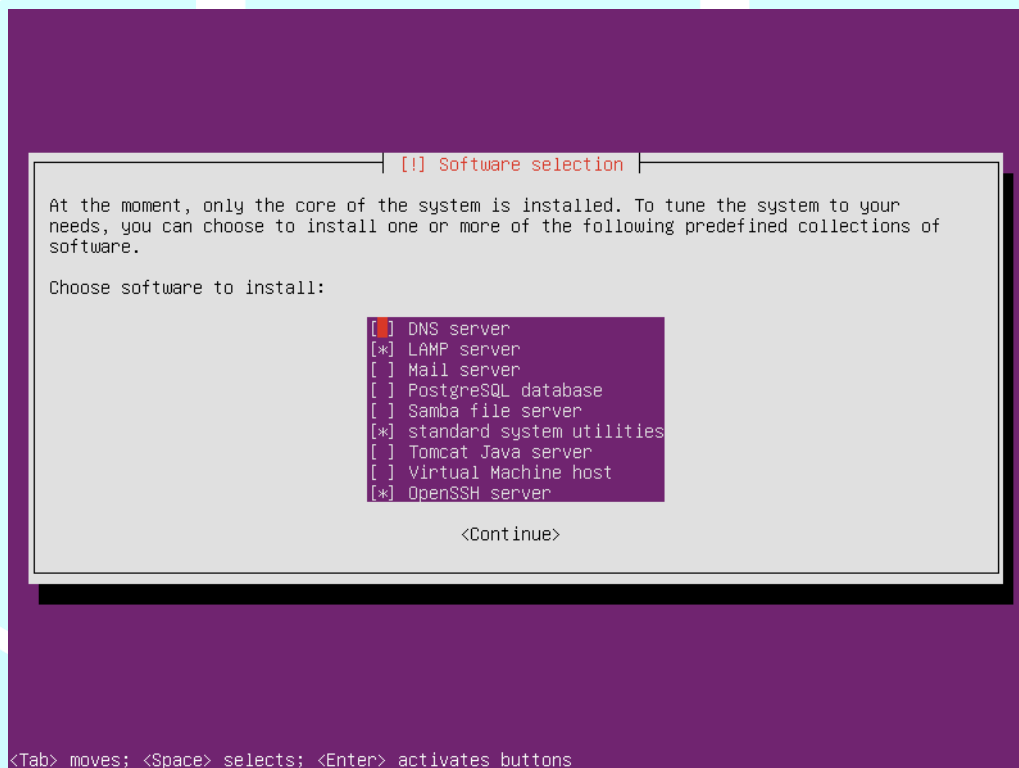 [!] Software selection
At the moment, only the core of the system is installed. To tune the system to your
needs, you can choose to install one or more of the following predefined collections of
software.
Choose software to install:
[ ] DNS server
[*] LAMP server
[ ] Mail server
[ ] PostgreSQL database
[ ] Samba file server
[*] standard system utilities
[ ] Tomcat Java server
[ ] Virtual Machine host
[*] OpenSSH server
<Continue>
<Tab> moves; <Space> selects; <Enter> activates buttons